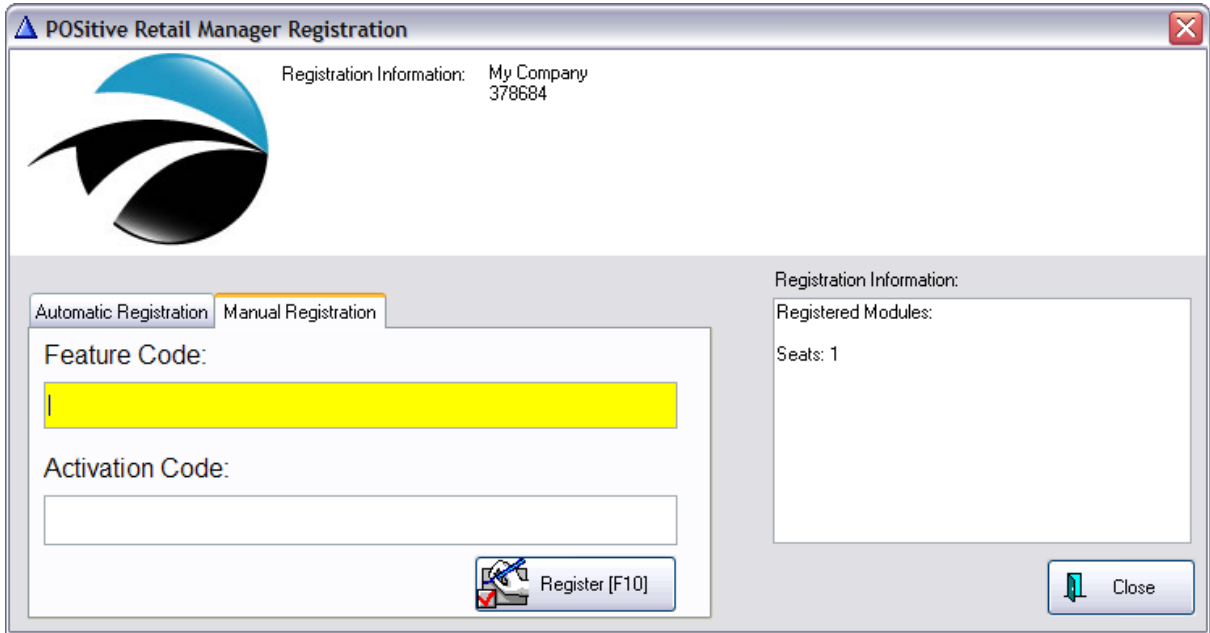 POSitive Retail Manager Registration
Registration Information: My Company
378684
Automatic Registration Manual Registration
Feature Code:
Activation Code:
Register [F10]
Registration Information:
Registered Modules:
Seats: 1
Close